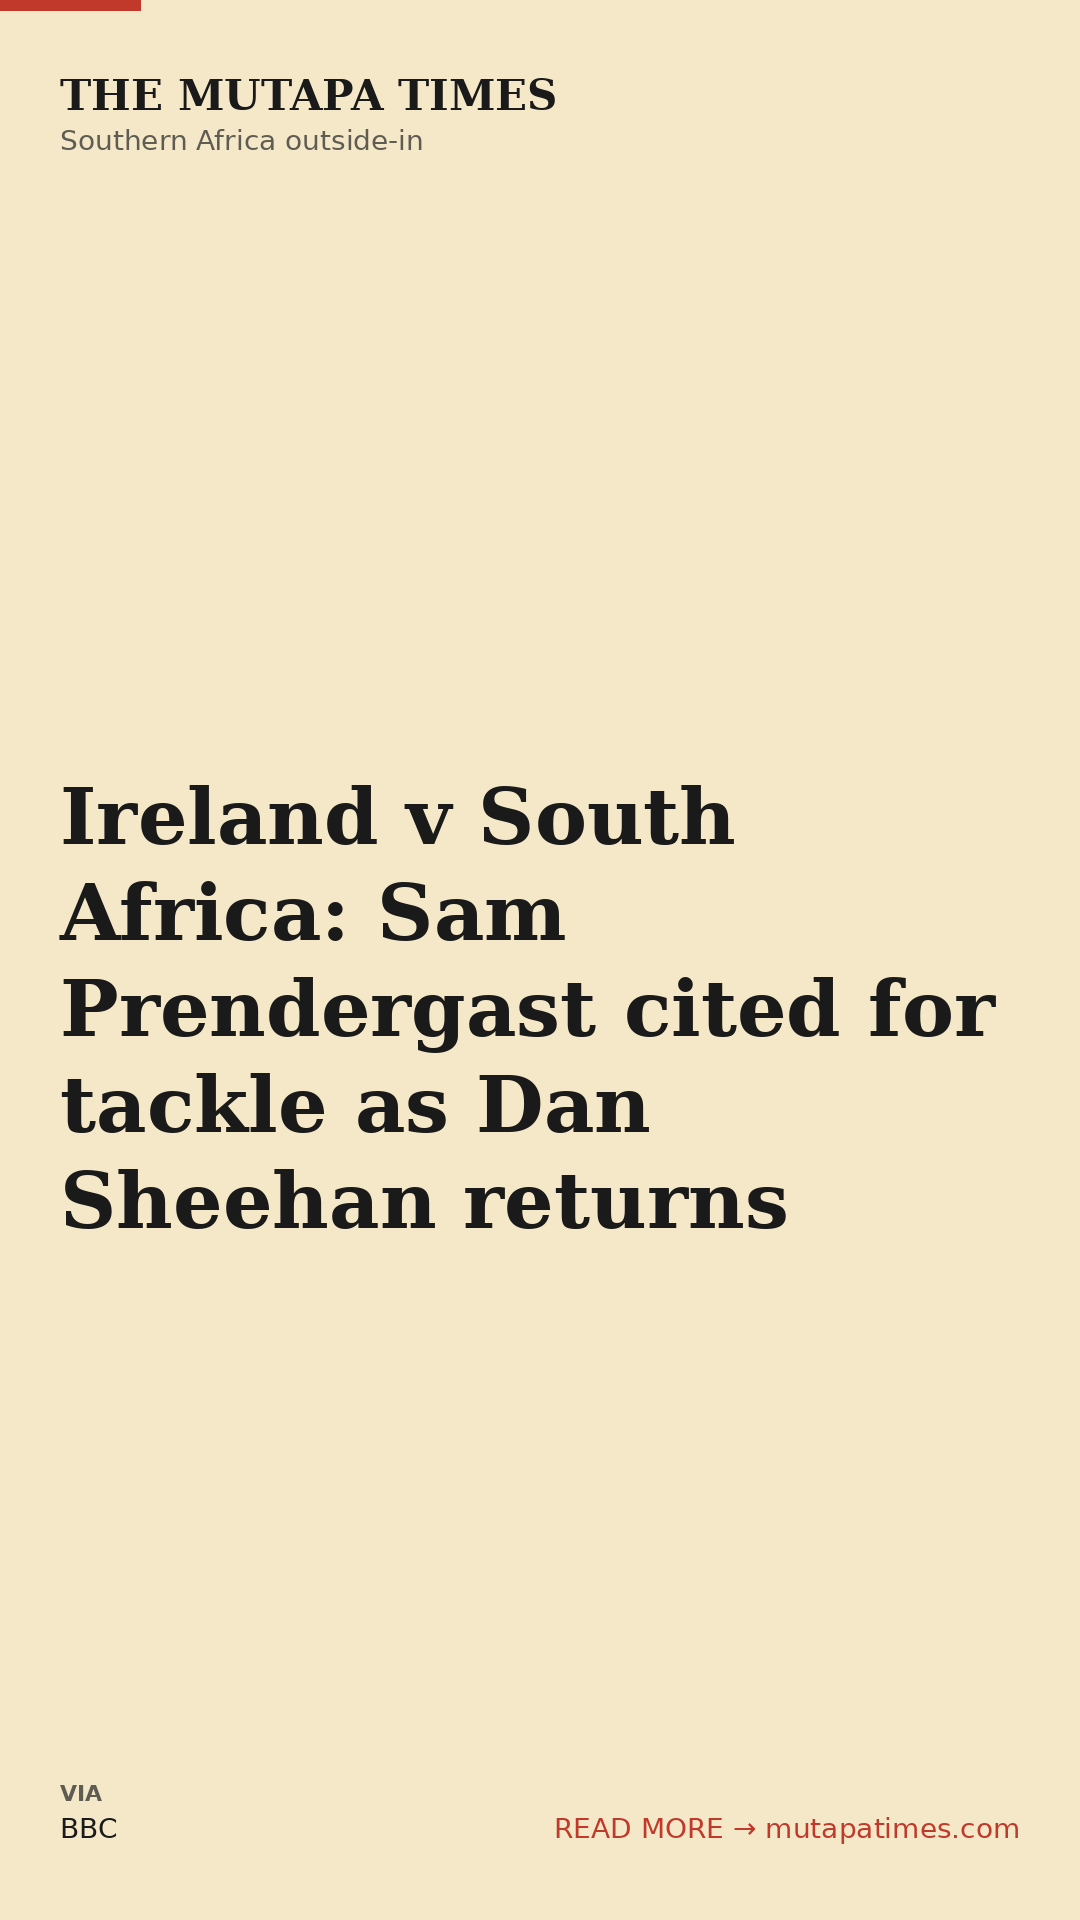 THE MUTAPA TIMES
Southern Africa outside-in
Ireland v South
Africa: Sam
Prendergast cited for
tackle as Dan
Sheehan returns
VIA
BBC
READ MORE → mutapatimes.com